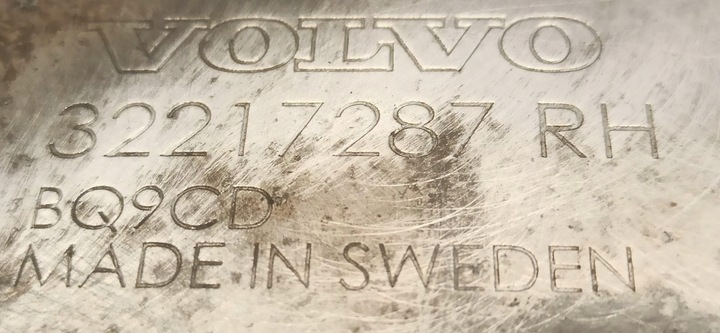 VOLVO
32217287 RH
BQ9CD
MADE IN SWEDEN